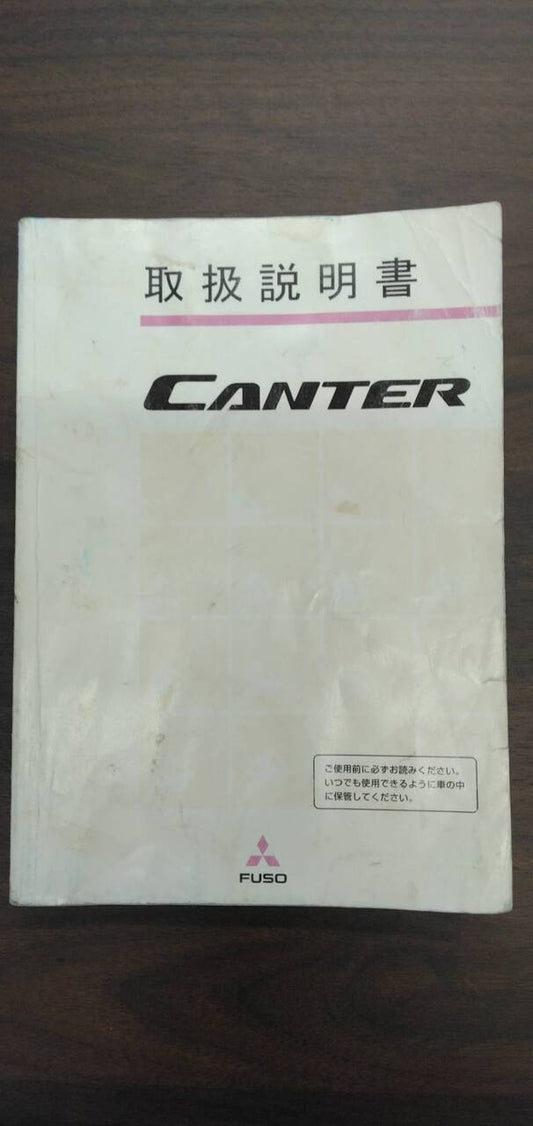 取扱説明書
CANTER
ご使用前に必ずお読みください。
いつでも使用できるように車の中
に保管してください。
FUSO